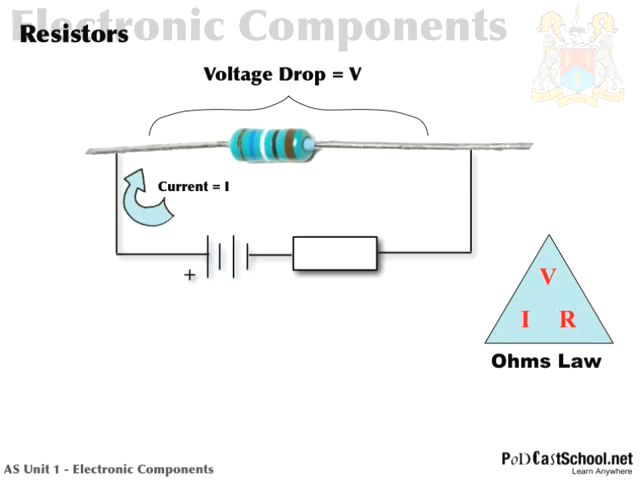 Electronic Components
Resistors
Voltage Drop = V
Current = I
+
V
I R
Ohms Law
AS Unit 1 - Electronic Components
PoDCastSchool.net
Learn Anywhere